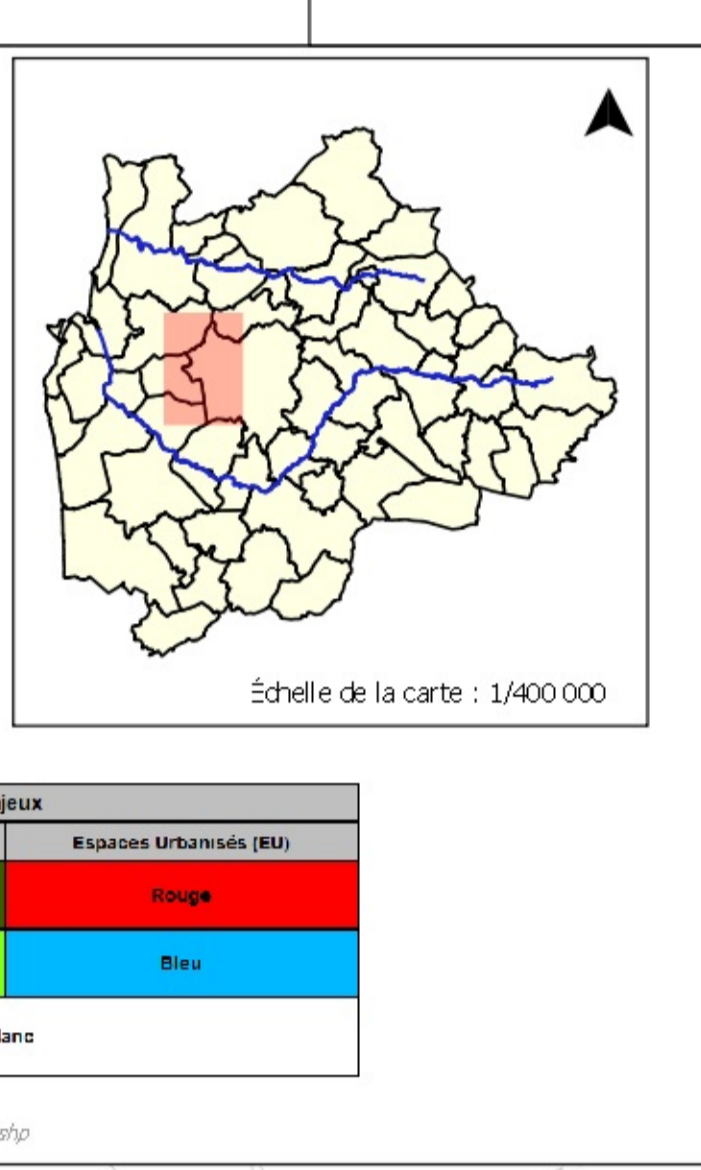 Échelle de la carte : 1/400 000
jeux
Espaces Urbanisés (EU)
Rouge
Bleu
lanc
shp